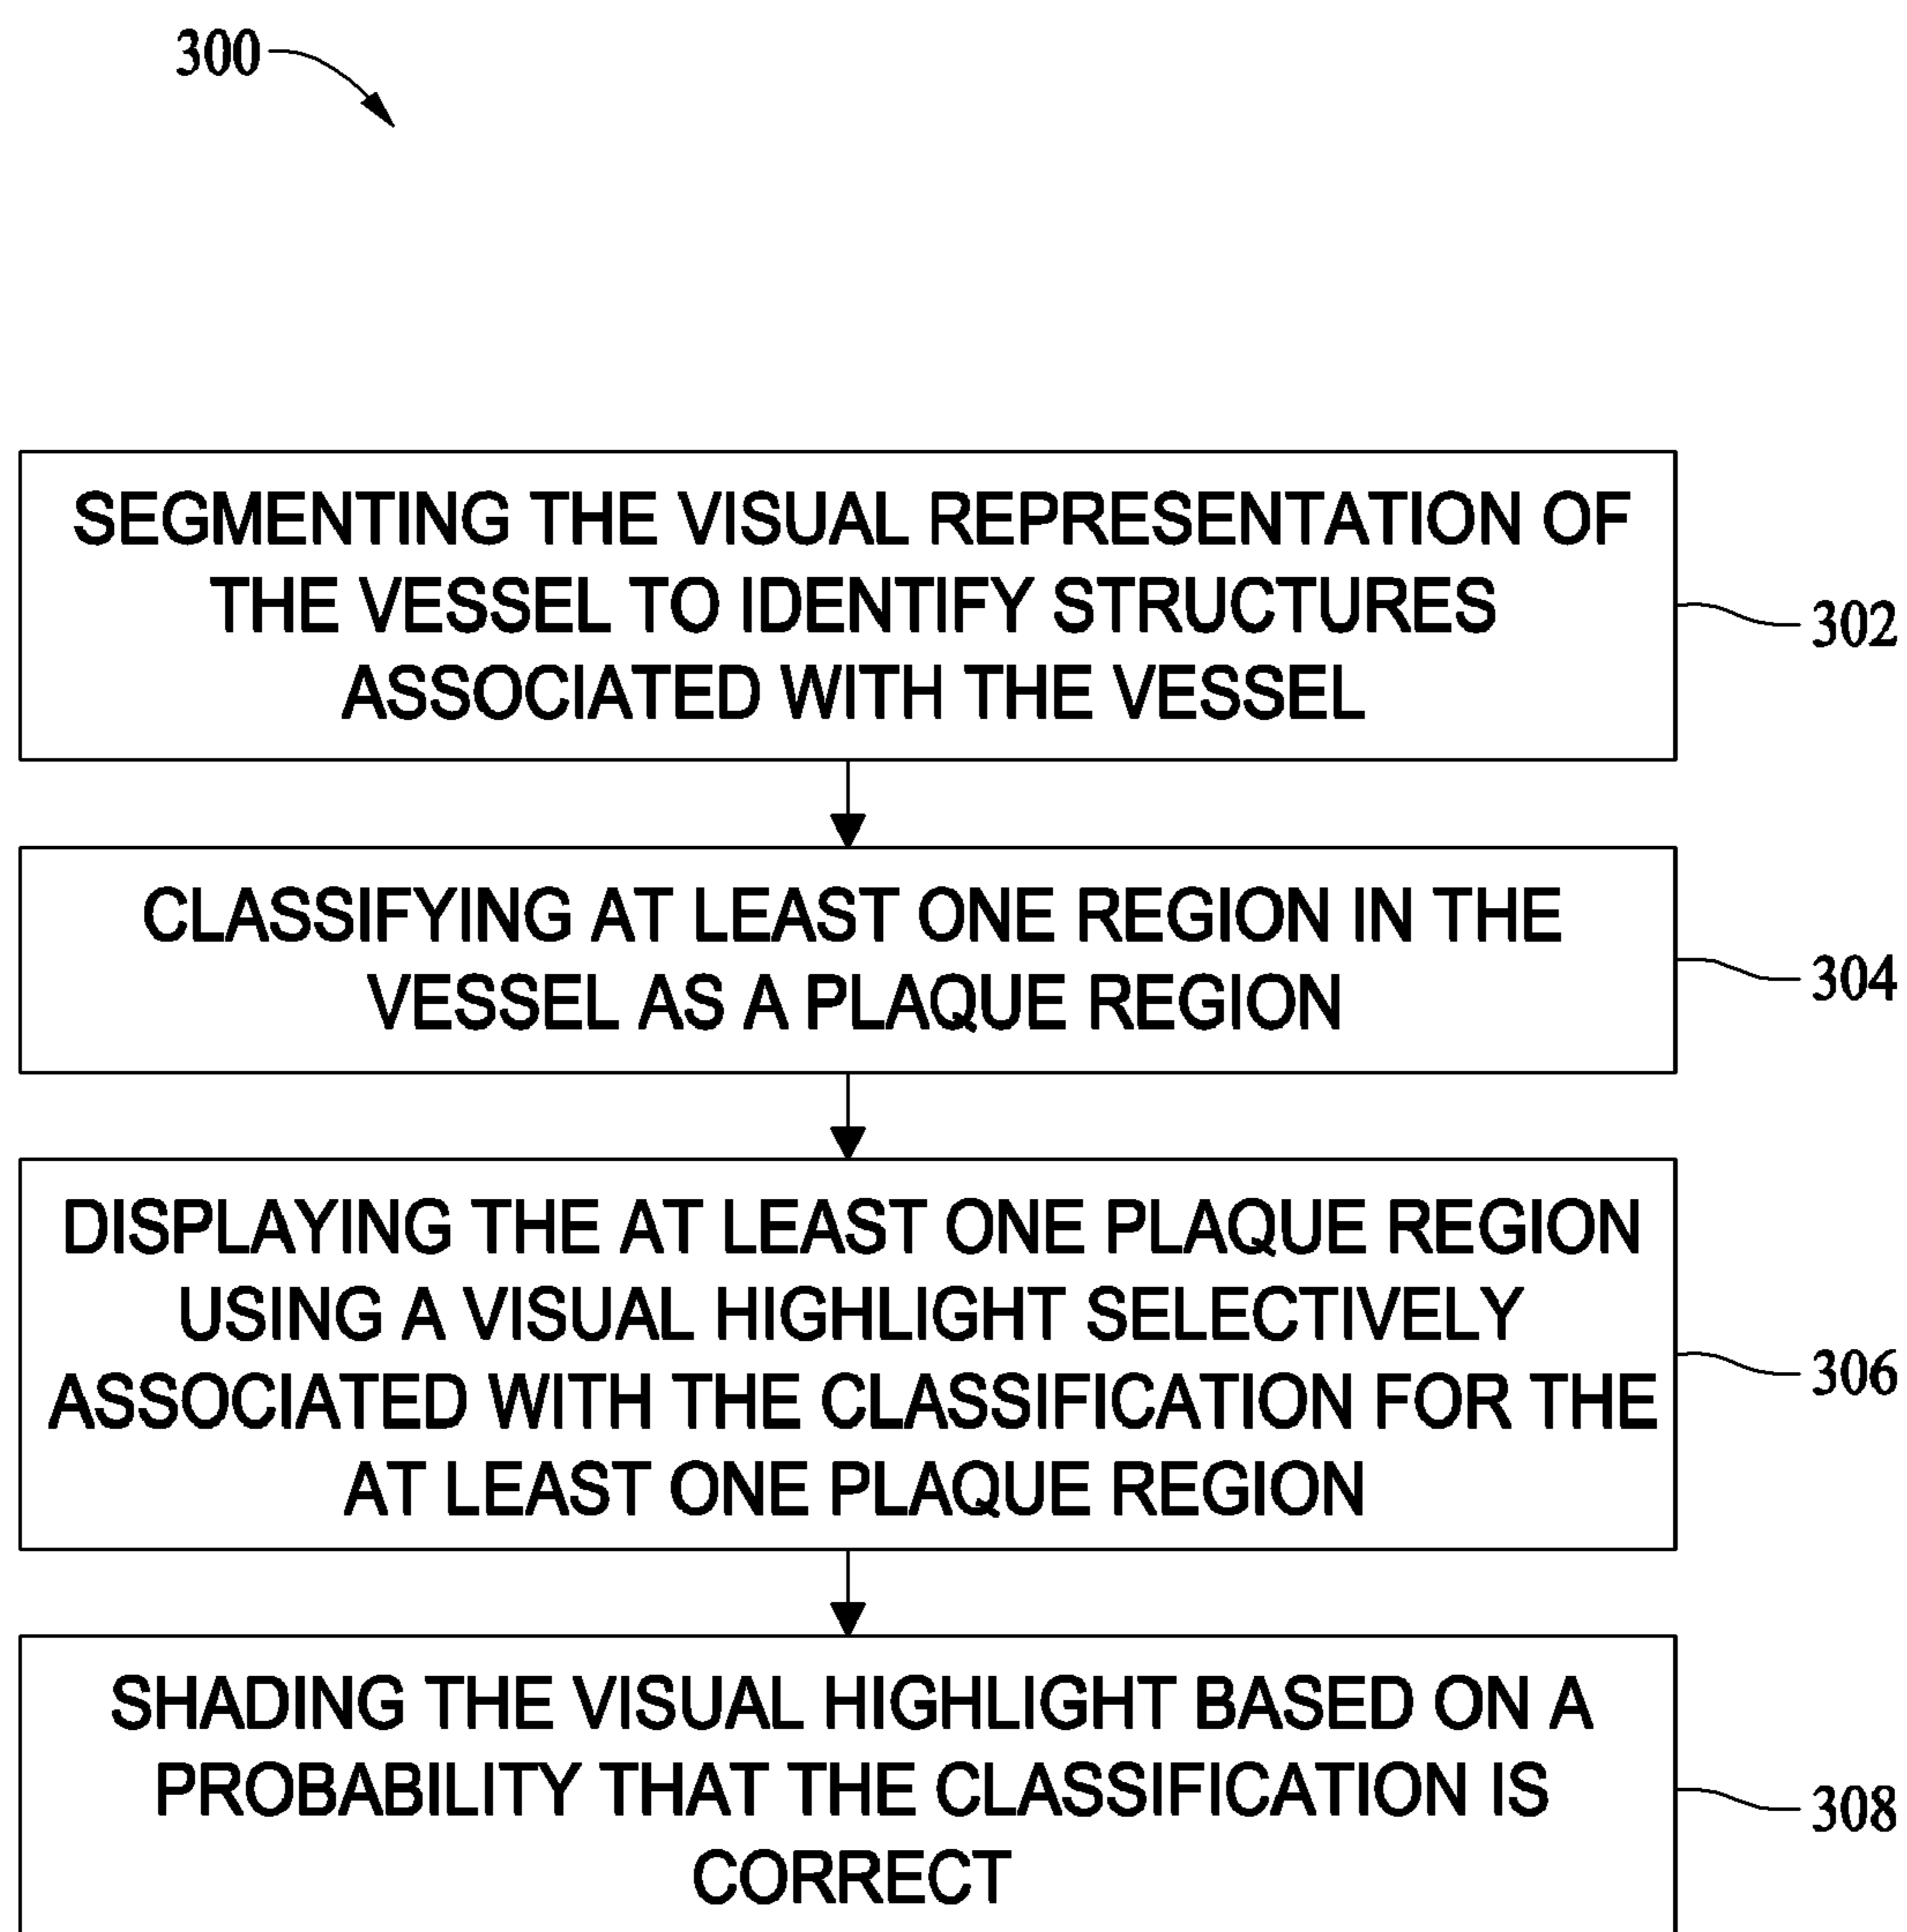 300
SEGMENTING THE VISUAL REPRESENTATION OF
THE VESSEL TO IDENTIFY STRUCTURES
ASSOCIATED WITH THE VESSEL
302
CLASSIFYING AT LEAST ONE REGION IN THE
VESSEL AS A PLAQUE REGION
304
DISPLAYING THE AT LEAST ONE PLAQUE REGION
USING A VISUAL HIGHLIGHT SELECTIVELY
ASSOCIATED WITH THE CLASSIFICATION FOR THE
AT LEAST ONE PLAQUE REGION
306
SHADING THE VISUAL HIGHLIGHT BASED ON A
PROBABILITY THAT THE CLASSIFICATION IS
CORRECT
308